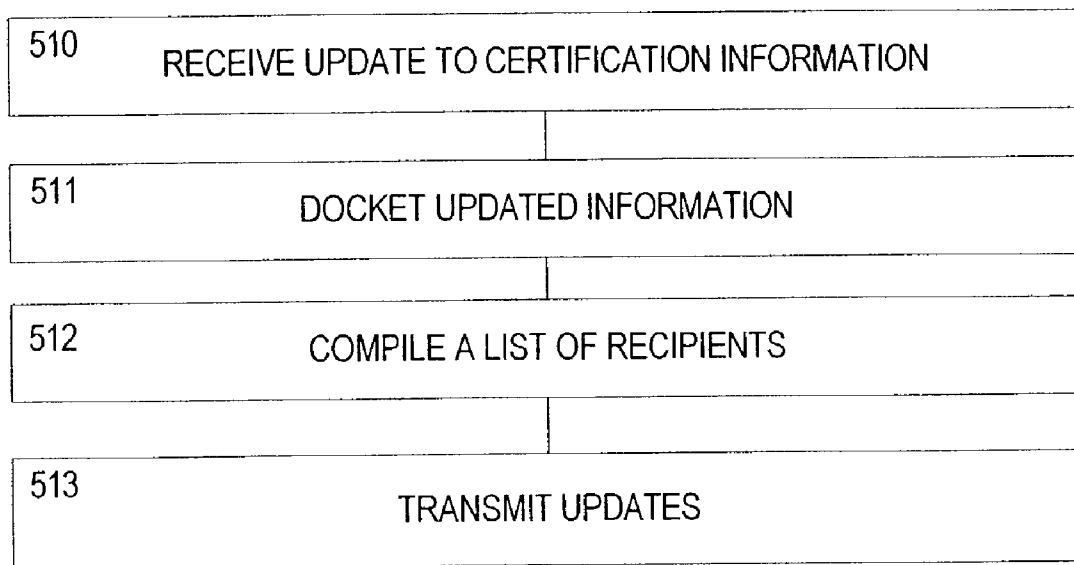 510
RECEIVE UPDATE TO CERTIFICATION INFORMATION
511
DOCKET UPDATED INFORMATION
512
COMPILE A LIST OF RECIPIENTS
513
TRANSMIT UPDATES